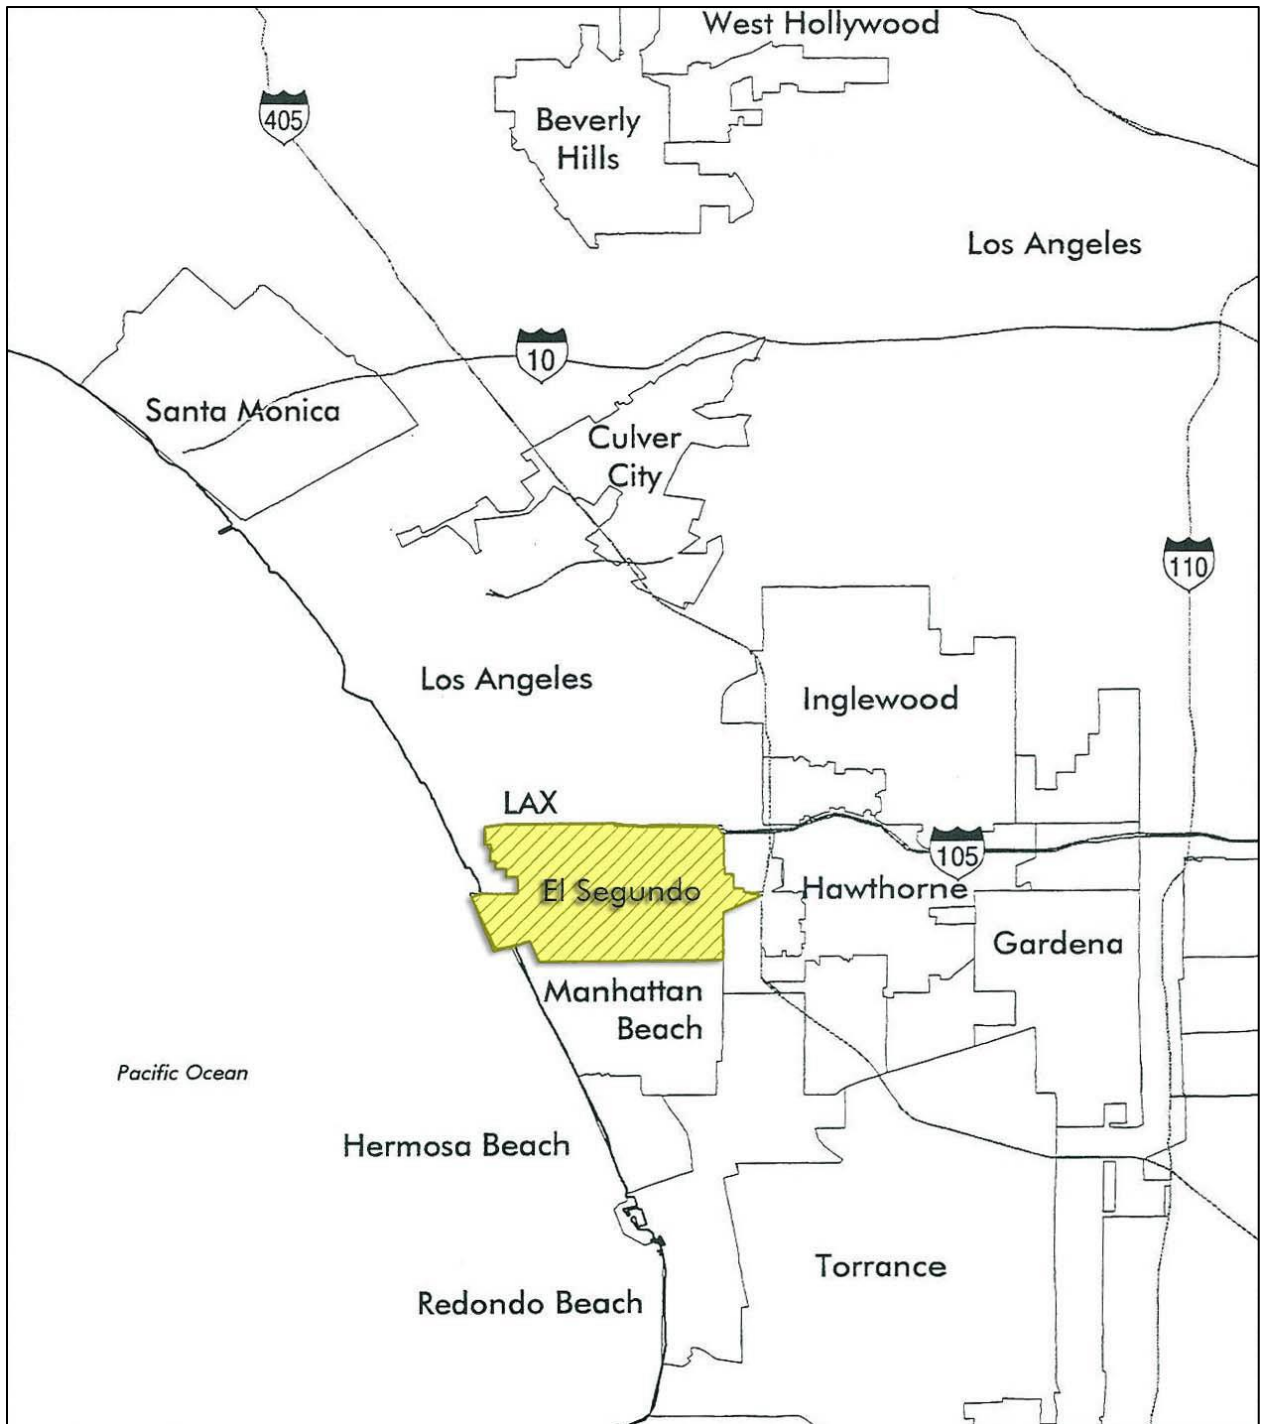 West Hollywood
405
Beverly
Hills
Los Angeles
10
Santa Monica
Culver
City
110
Los Angeles
Inglewood
LAX
105
El Segundo
Hawthorne
Gardena
Manhattan
Beach
Pacific Ocean
Hermosa Beach
Torrance
Redondo Beach